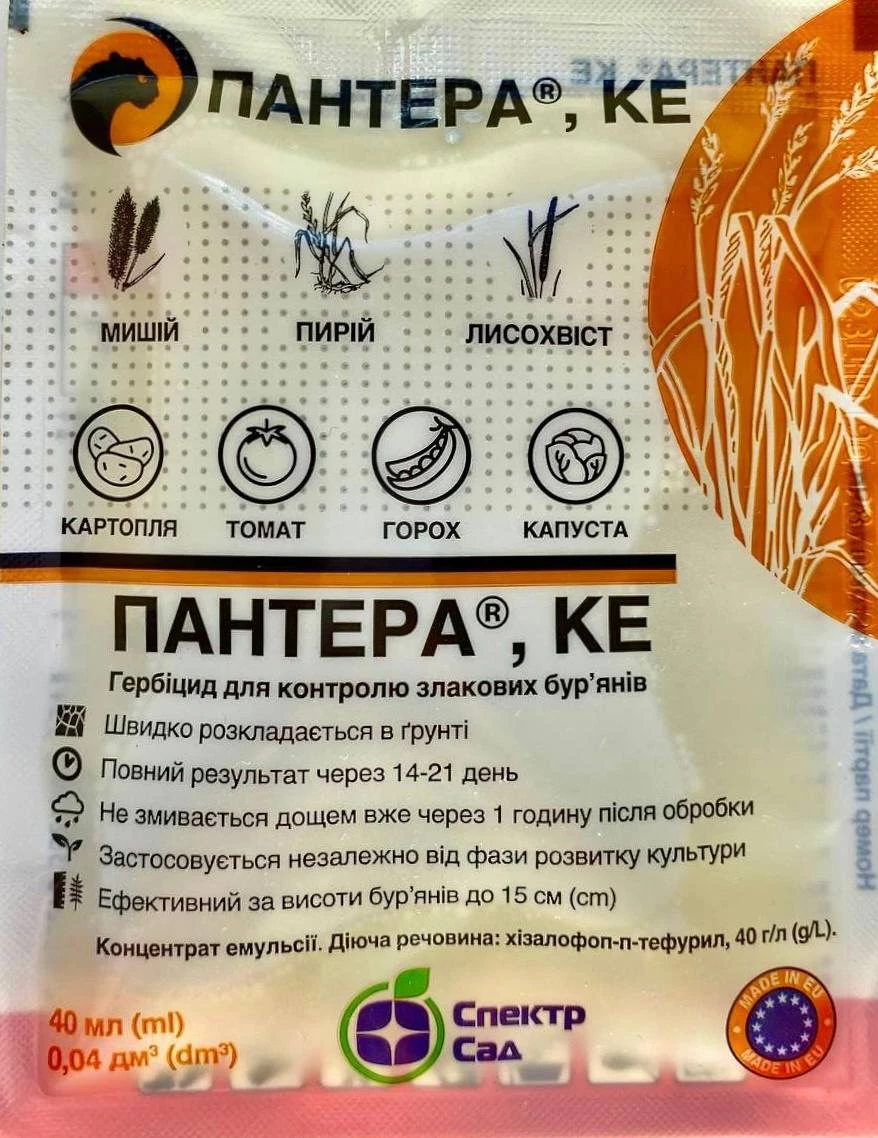 ПАНТЕРА®, КЕ
МИШІЙ
ПИРІЙ
ЛИСОХВІСТ
КАРТОПЛЯ
ТОМАТ
ГОРОХ
КАПУСТА
ПАНТЕРА®, КЕ
Гербіцид для контролю злакових бур’янів
Швидко розкладається в ґрунті
Повний результат через 14-21 день
Не змивається дощем вже через 1 годину після обробки
Застосовується незалежно від фази розвитку культури
Ефективний за висоти бур’янів до 15 см (cm)
Концентрат емульсії. Діюча речовина: хізалофоп-п-тефурил, 40 г/л (g/L).
40 мл (ml)
0,04 дм³ (dm³)
Спектр
Сад
MADE IN EU
MADE IN EU
ПАНТЕРА® КЕ
Номер партії / Дата